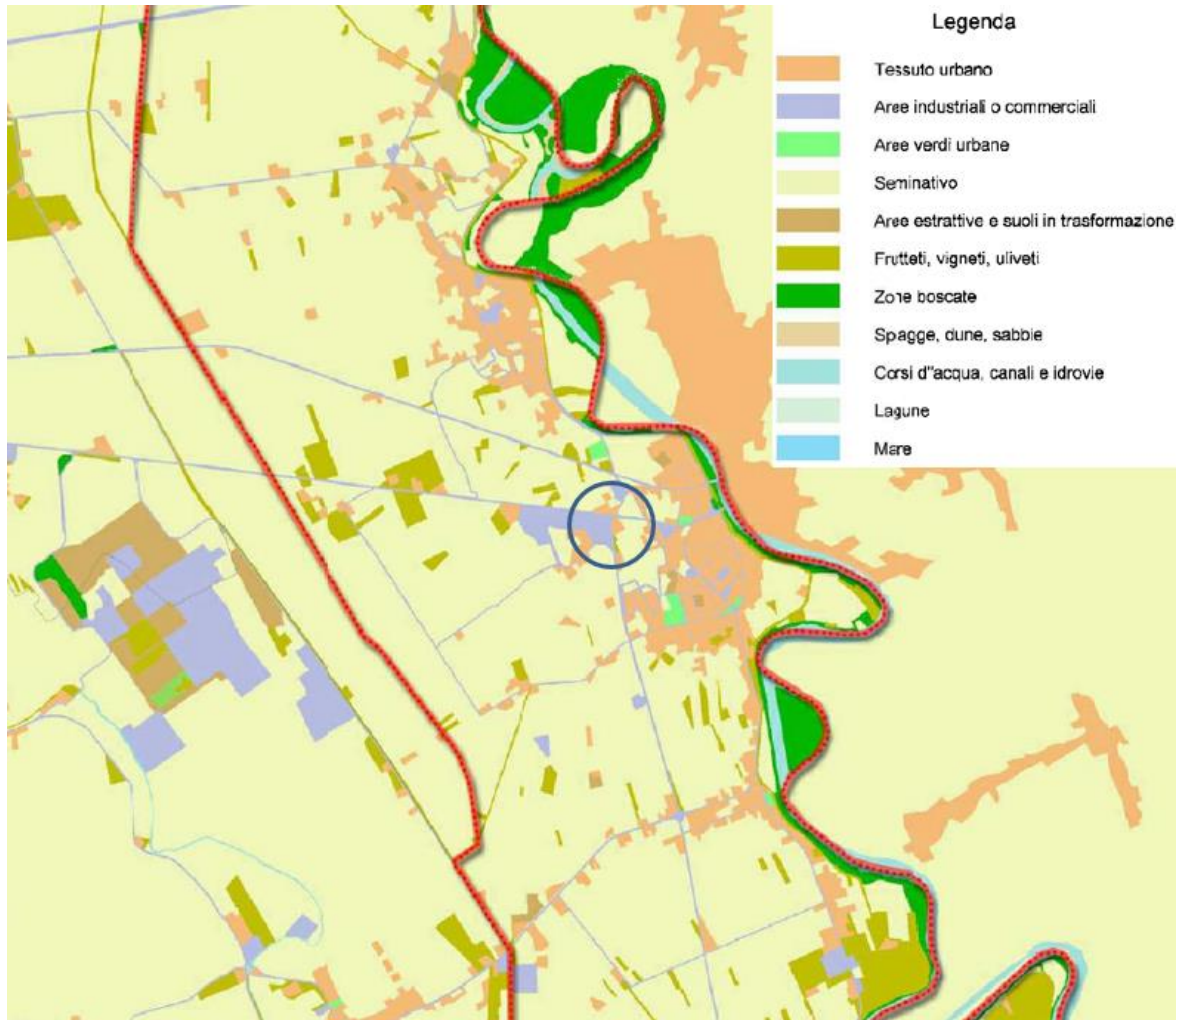 Legenda
Tessuto urbano
Aree industriali o commerciali
Aree verdi urbane
Seminativo
Aree estrattive e suoli in trasformazione
Frutteti, vigneti, uliveti
Zone boscate
Spagge, dune, sabbie
Corsi d''acqua, canali e idrovie
Lagune
Mare